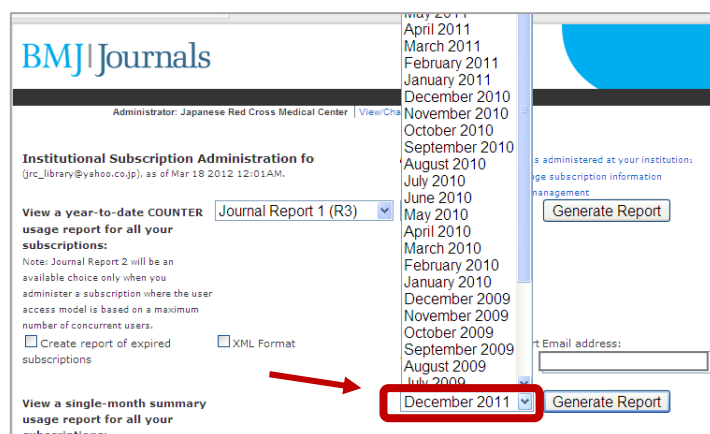 May 2011
April 2011
March 2011
February 2011
January 2011
December 2010
November 2010
October 2010
September 2010
August 2010
July 2010
June 2010
May 2010
April 2010
March 2010
February 2010
January 2010
December 2009
November 2009
October 2009
September 2009
August 2009
July 2009
BMJ Journals
Administrator: Japanese Red Cross Medical Center View/Cha
Institutional Subscription Administration fo
s administered at your institution:
(jrc_library@yahoo.co.jp), as of Mar 18 2012 12:01AM.
ge subscription information
management
View a year-to-date COUNTER usage report for all your subscriptions:
Journal Report 1 (R3)
Generate Report
Note: Journal Report 2 will be an
available choice only when you
administer a subscription where the user
access model is based on a maximum
number of concurrent users.
Create report of expired subscriptions
XML Format
rt Email address:
View a single-month summary
usage report for all your
subscriptions:
December 2011
Generate Report